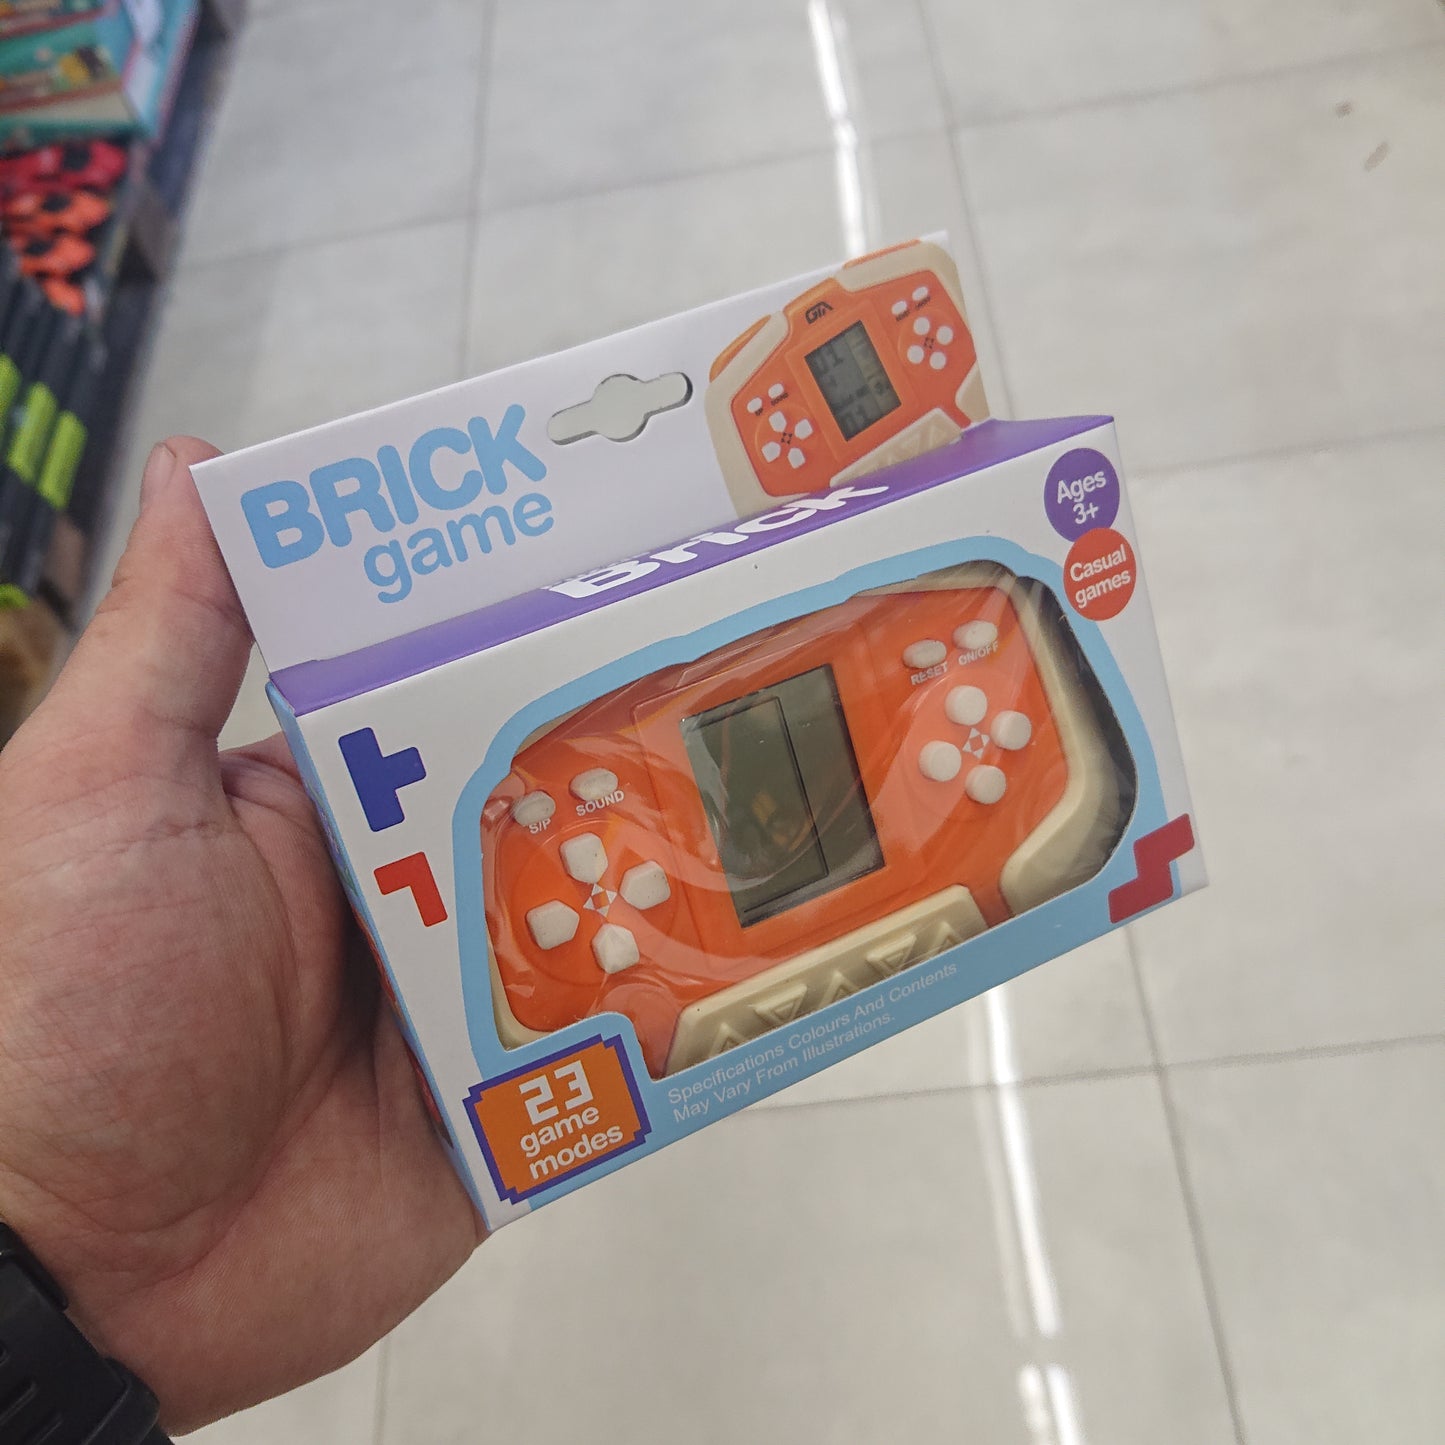 BRICK
game
GTA
Brick
Ages
3+
Casual
games
RESET ON/OFF
S/P SOUND
23
game
modes
Specifications Colours And Contents
May Vary From Illustrations.